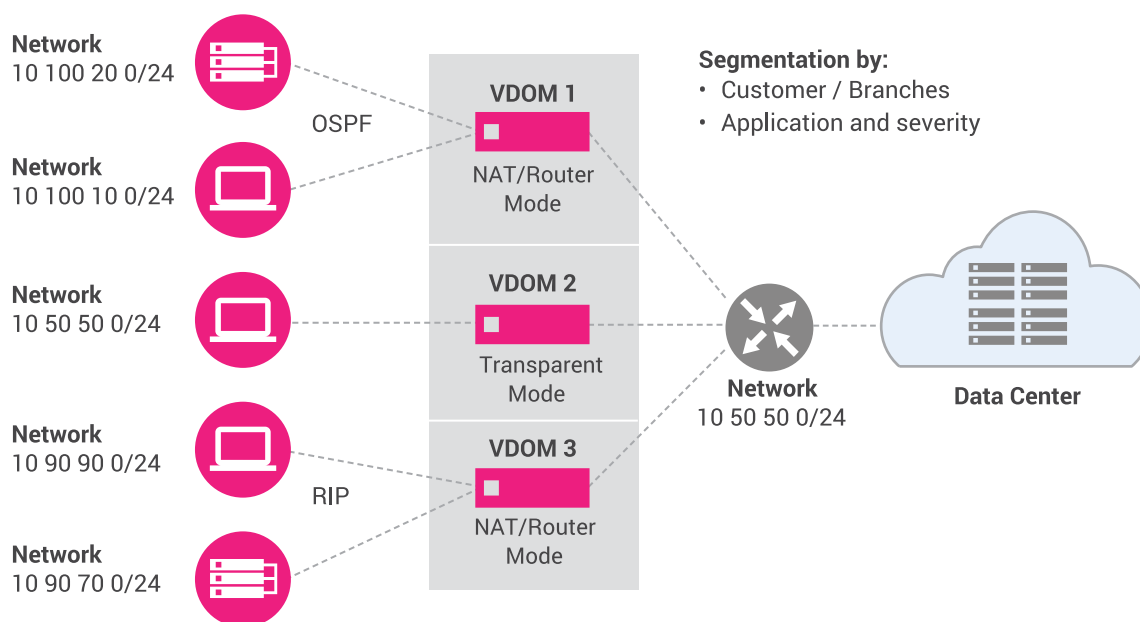 Network
10 100 20 0/24
OSPF
Network
10 100 10 0/24
Network
10 50 50 0/24
Network
10 90 90 0/24
RIP
Network
10 90 70 0/24
VDOM 1
NAT/Router
Mode
VDOM 2
Transparent
Mode
VDOM 3
NAT/Router
Mode
Segmentation by:
• Customer / Branches
• Application and severity
Network
10 50 50 0/24
Data Center